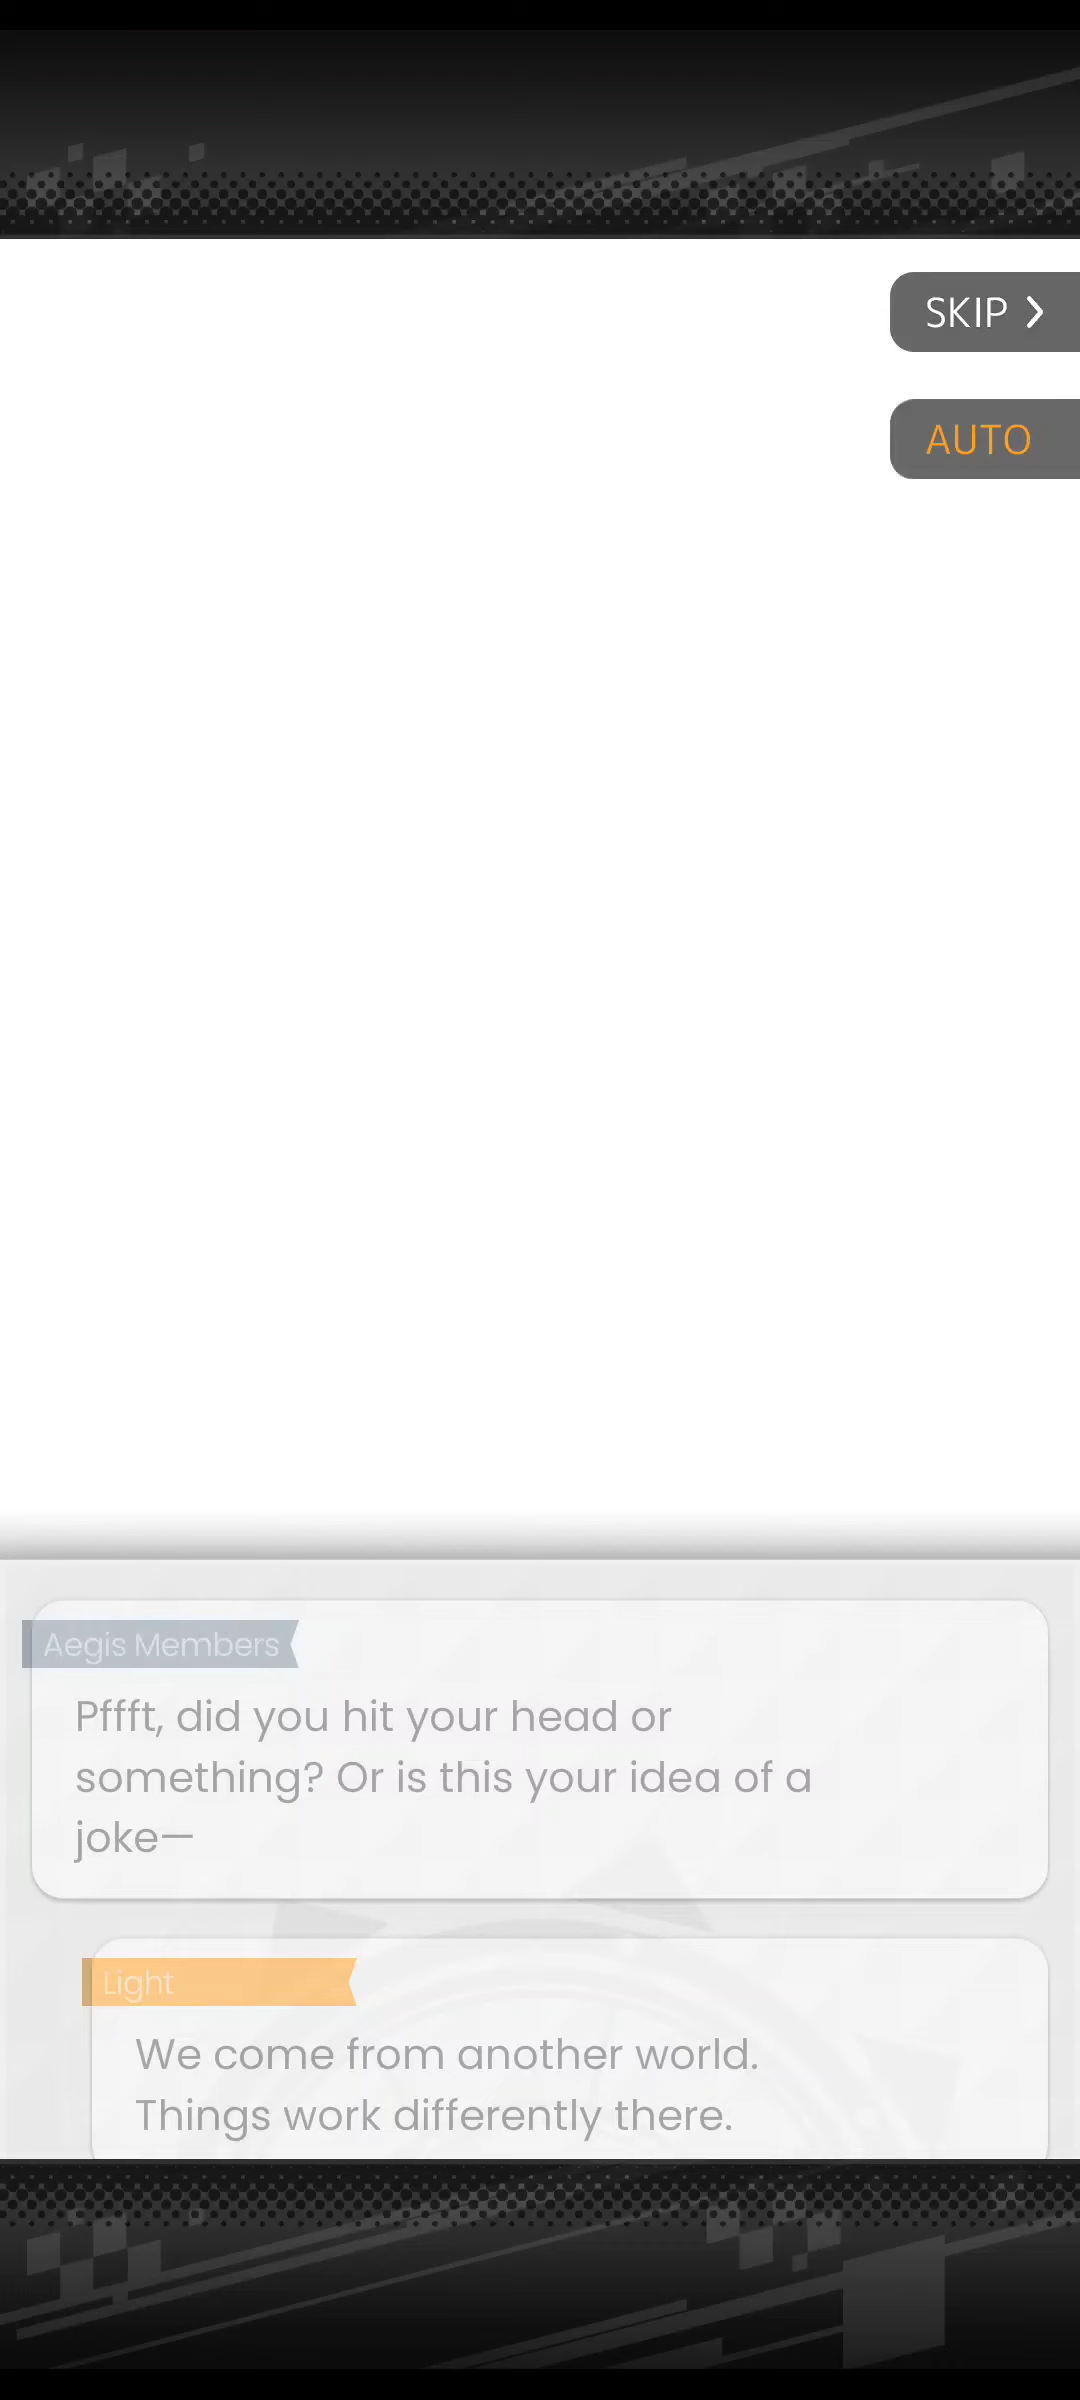 SKIP
AUTO
Aegis Members
Pffft, did you hit your head or
something? Or is this your idea of a
joke—
Light
We come from another world.
Things work differently there.